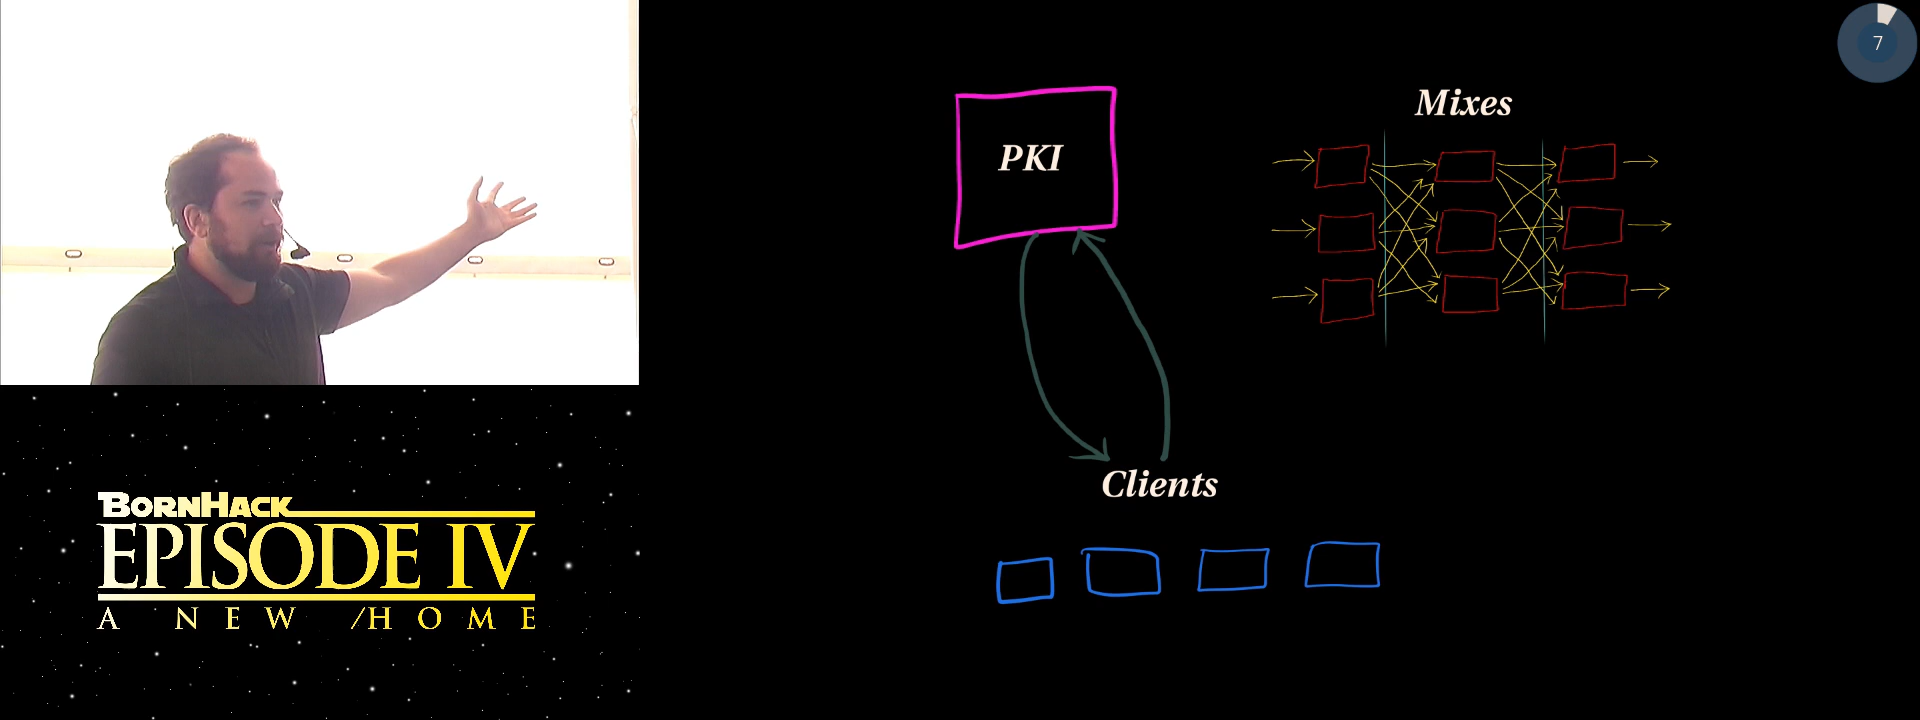 BORNHACK
EPISODE IV
A NEW /HOME
PKI
Mixes
Clients
7